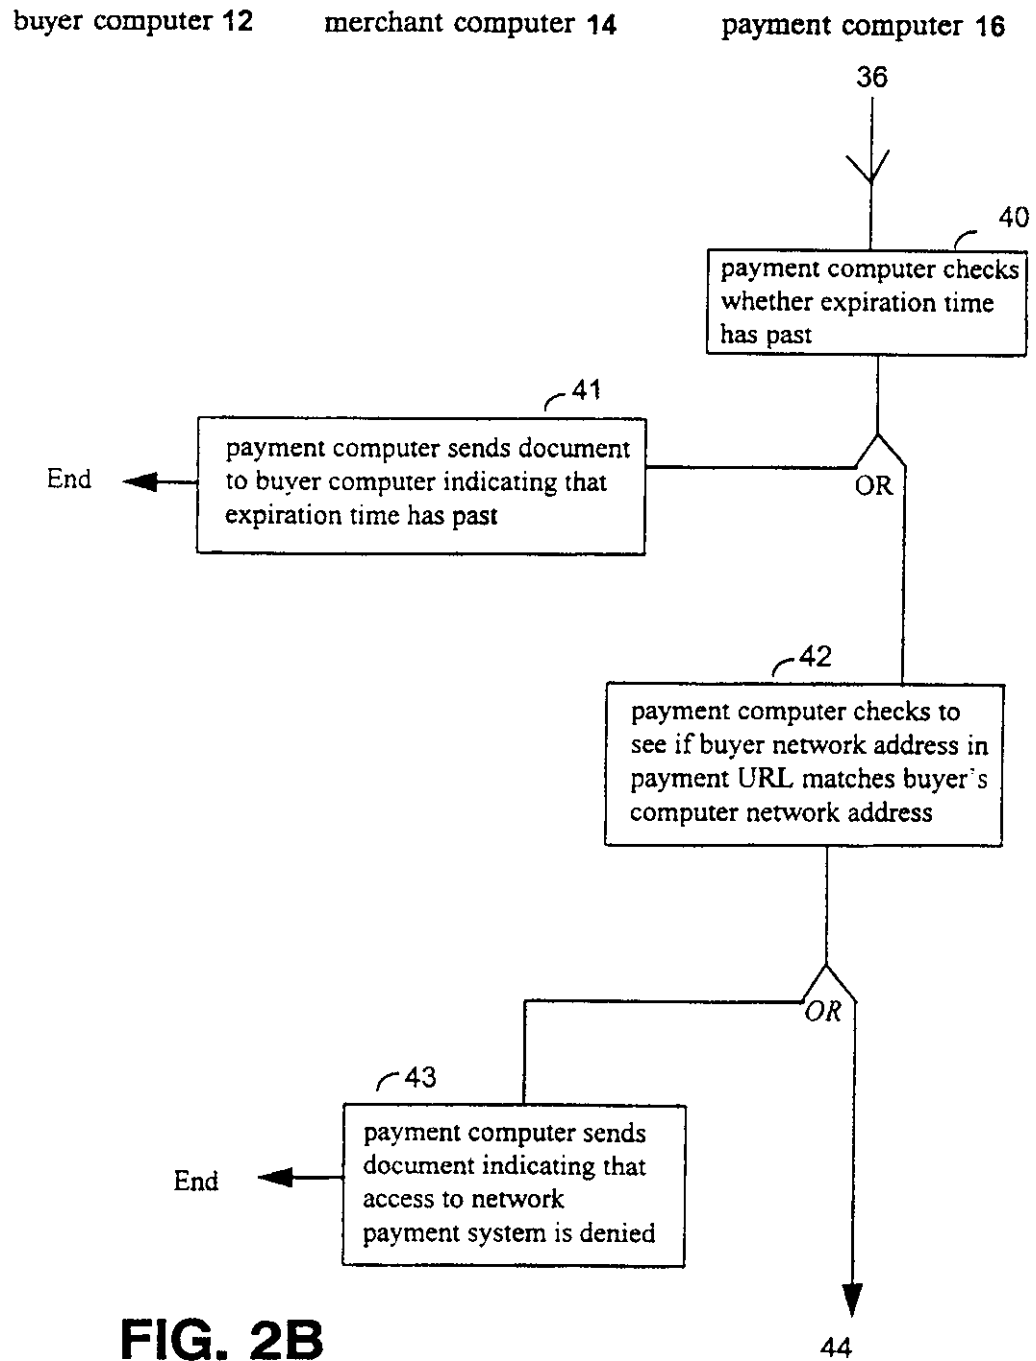 buyer computer 12 merchant computer 14 payment computer 16
36
40
payment computer checks
whether expiration time
has past
41
payment computer sends document
to buyer computer indicating that
expiration time has past
End
OR
42
payment computer checks to
see if buyer network address in
payment URL matches buyer's
computer network address
OR
43
payment computer sends
document indicating that
access to network
payment system is denied
End
44
FIG. 2B